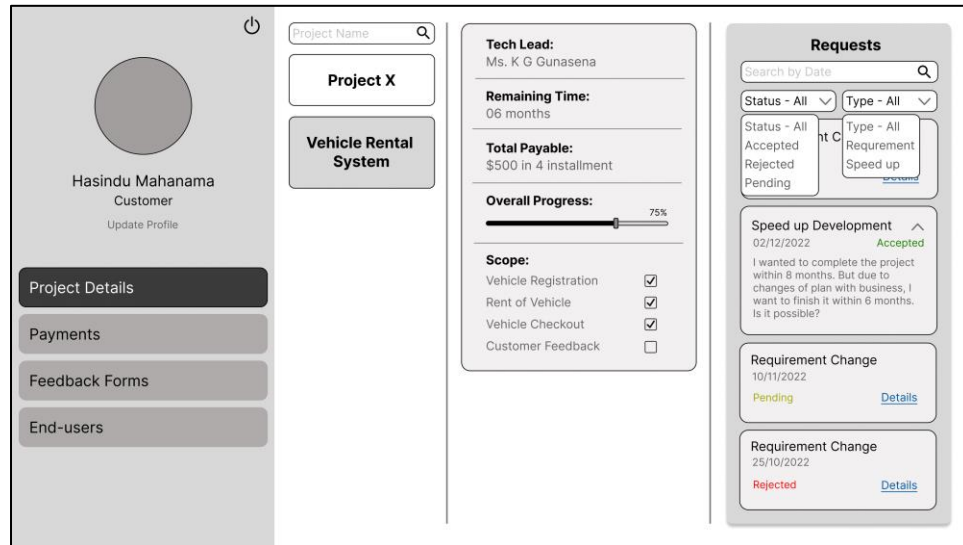 Hasindu Mahanama
Customer
Update Profile
Project Details
Payments
Feedback Forms
End-users
Project Name
Project X
Vehicle Rental
System
Tech Lead:
Ms. K G Gunasena
Remaining Time:
06 months
Total Payable:
$500 in 4 installment
Overall Progress:
75%
Scope:
Vehicle Registration
Rent of Vehicle
Vehicle Checkout
Customer Feedback
Requests
Search by Date
Status - All
Type - All
Status - All
Accepted
Rejected
Pending
Type - All
Requrement
Speed up
Details
Speed up Development
02/12/2022 Accepted
I wanted to complete the project
within 8 months. But due to
changes of plan with business, I
want to finish it within 6 months.
Is it possible?
Requirement Change
10/11/2022
Pending Details
Requirement Change
25/10/2022
Rejected Details